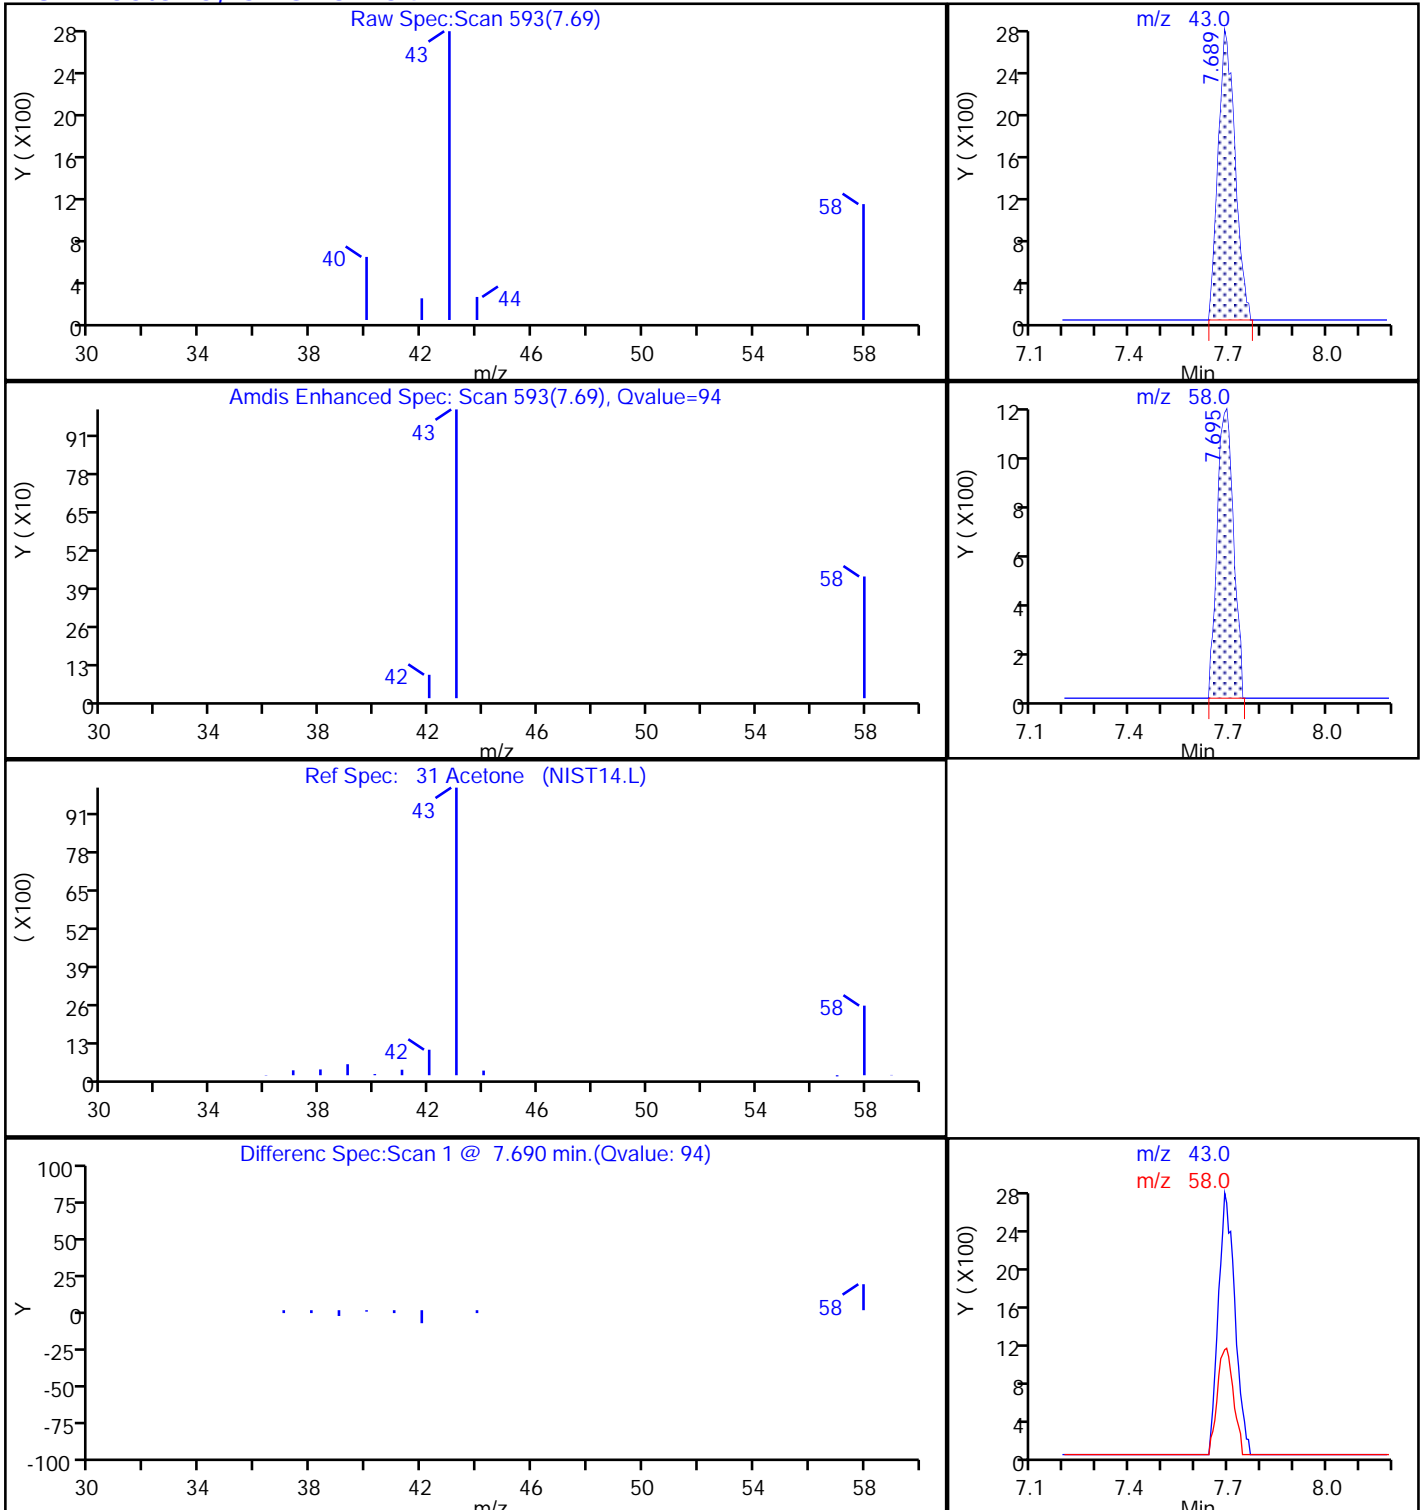 Raw Spec:Scan 593(7.69)
Y ( X100)
28
24
20
16
12
8
4
0
43
58
40
44
30 34 38 42 46 50 54 58
m/z
m/z 43.0
Y ( X100)
28
24
20
16
12
8
4
0
7.689
7.1 7.4 7.7 8.0
Min
Amdis Enhanced Spec: Scan 593(7.69), Qvalue=94
Y ( X10)
91
78
65
52
39
26
13
0
43
58
42
30 34 38 42 46 50 54 58
m/z
m/z 58.0
Y ( X100)
12
10
8
6
4
2
0
7.695
7.1 7.4 7.7 8.0
Min
Ref Spec: 31 Acetone (NIST14.L)
( X100)
91
78
65
52
39
26
13
0
43
58
42
30 34 38 42 46 50 54 58
Differenc Spec:Scan 1 @ 7.690 min.(Qvalue: 94)
Y
100
75
50
25
0
-25
-50
-75
-100
58
30 34 38 42 46 50 54 58
m/z
m/z 43.0
m/z 58.0
Y ( X100)
28
24
20
16
12
8
4
0
7.1 7.4 7.7 8.0
Min